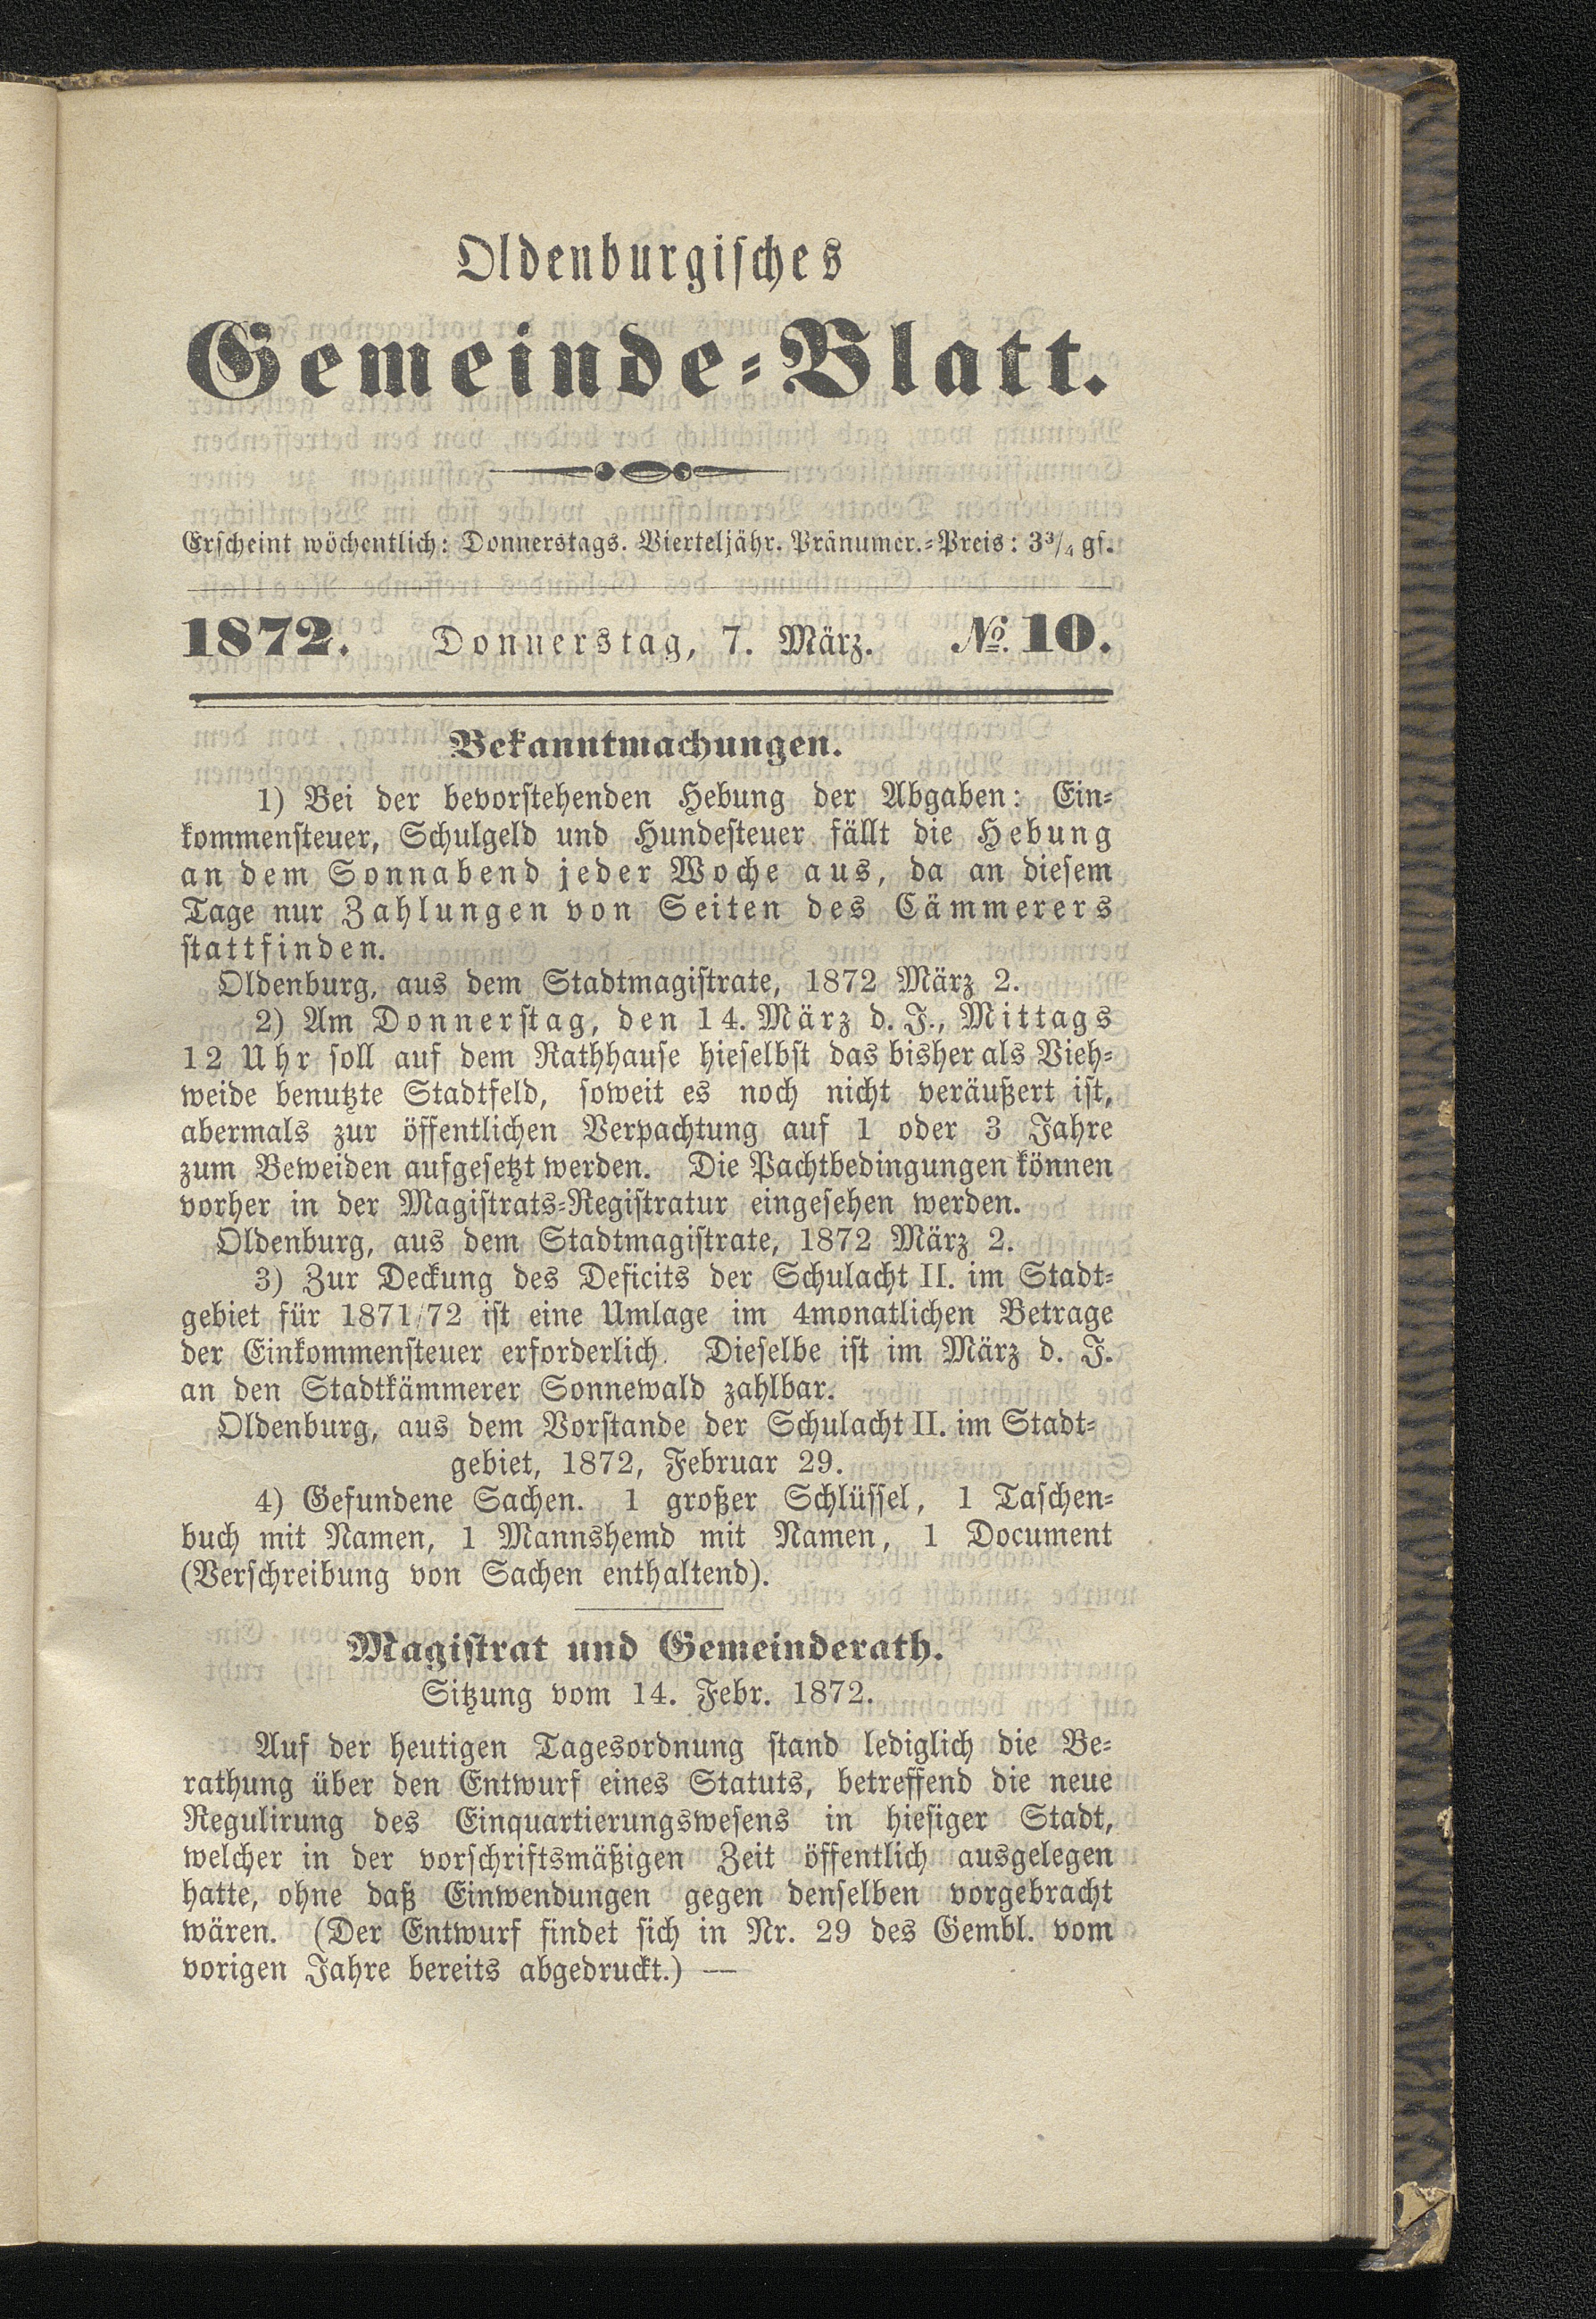 Oldenburgisches
Gemeinde-Blatt.
Erscheint wöchentlich: Donnerstags. Vierteljähr. Pränumer.-Preis: 3¾ gs.
1872. Donnerstag, 7. März. No. 10.
Bekanntmachungen.
1) Bei der bevorstehenden Hebung der Abgaben: Ein-
kommensteuer, Schulgeld und Hundesteuer fällt die Hebung
an dem Sonnabend jeder Woche aus, da an diesem
Tage nur Zahlungen von Seiten des Cämmerers
stattfinden.
Oldenburg, aus dem Stadtmagistrate, 1872 März 2.
2) Am Donnerstag, den 14. März d. J., Mittags
12 Uhr soll auf dem Rathhause hieselbst das bisher als Vieh-
weide benutzte Stadtfeld, soweit es noch nicht veräußert ist,
abermals zur öffentlichen Verpachtung auf 1 oder 3 Jahre
zum Beweiden aufgesetzt werden. Die Pachtbedingungen können
vorher in der Magistrats-Registratur eingesehen werden.
Oldenburg, aus dem Stadtmagistrate, 1872 März 2.
3) Zur Deckung des Deficits der Schulacht II. im Stadt-
gebiet für 1871/72 ist eine Umlage im 4monatlichen Betrage
der Einkommensteuer erforderlich. Dieselbe ist im März d. J.
an den Stadtkämmerer Sonnewald zahlbar.
Oldenburg, aus dem Vorstande der Schulacht II. im Stadt-
gebiet, 1872, Februar 29.
4) Gefundene Sachen. 1 großer Schlüssel, 1 Taschen-
buch mit Namen, 1 Mannshemd mit Namen, 1 Document
(Verschreibung von Sachen enthaltend).
Magistrat und Gemeinderath.
Sitzung vom 14. Febr. 1872.
Auf der heutigen Tagesordnung stand lediglich die Be-
rathung über den Entwurf eines Statuts, betreffend die neue
Regulirung des Einquartierungswesens in hiesiger Stadt,
welcher in der vorschriftsmäßigen Zeit öffentlich ausgelegen
hatte, ohne daß Einwendungen gegen denselben vorgebracht
wären. (Der Entwurf findet sich in Nr. 29 des Gembl. vom
vorigen Jahre bereits abgedruckt.) —